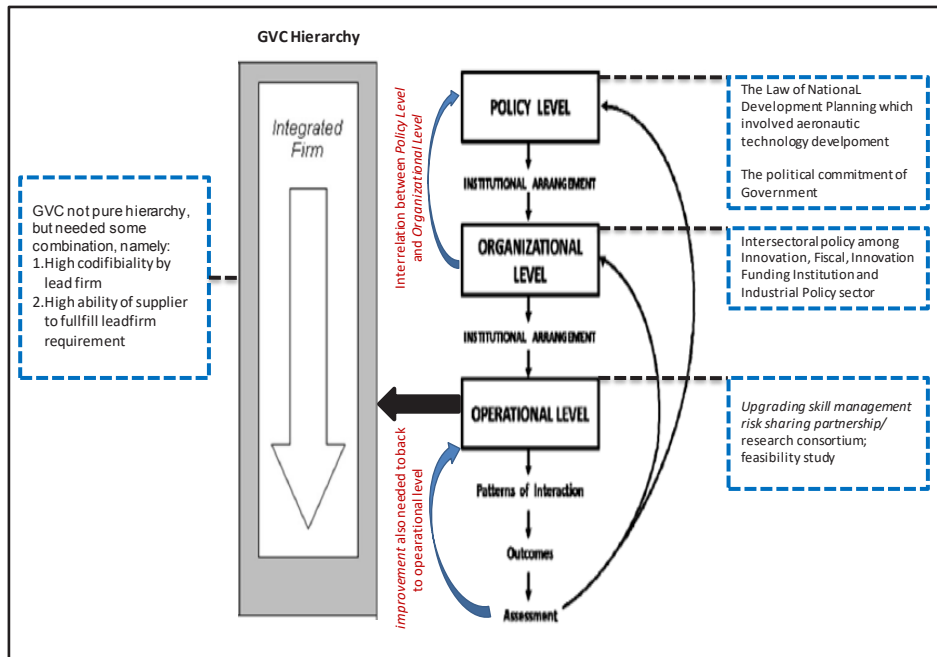 GVC Hierarchy
Integrated
Firm
GVC not pure hierarchy,
but needed some
combination, namely:
1.High codifibiality by
lead firm
2.High ability of supplier
to fullfill leadfirm
requirement
Interrelation between Policy Level
and Organizational Level
improvement also needed to back
to opearational level
POLICY LEVEL
INSTITUTIONAL ARRANGEMENT
ORGANIZATIONAL
LEVEL
INSTITUTIONAL ARRANGEMENT
OPERATIONAL LEVEL
Patterns of Interaction
Outcomes
Assessment
The Law of NationaL
Development Planning which
involved aeronautic
technology develpoment
The political commitment of
Government
Intersectoral policy among
Innovation, Fiscal, Innovation
Funding Institution and
Industrial Policy sector
Upgrading skill management
risk sharing partnership/
research consortium;
feasibility study